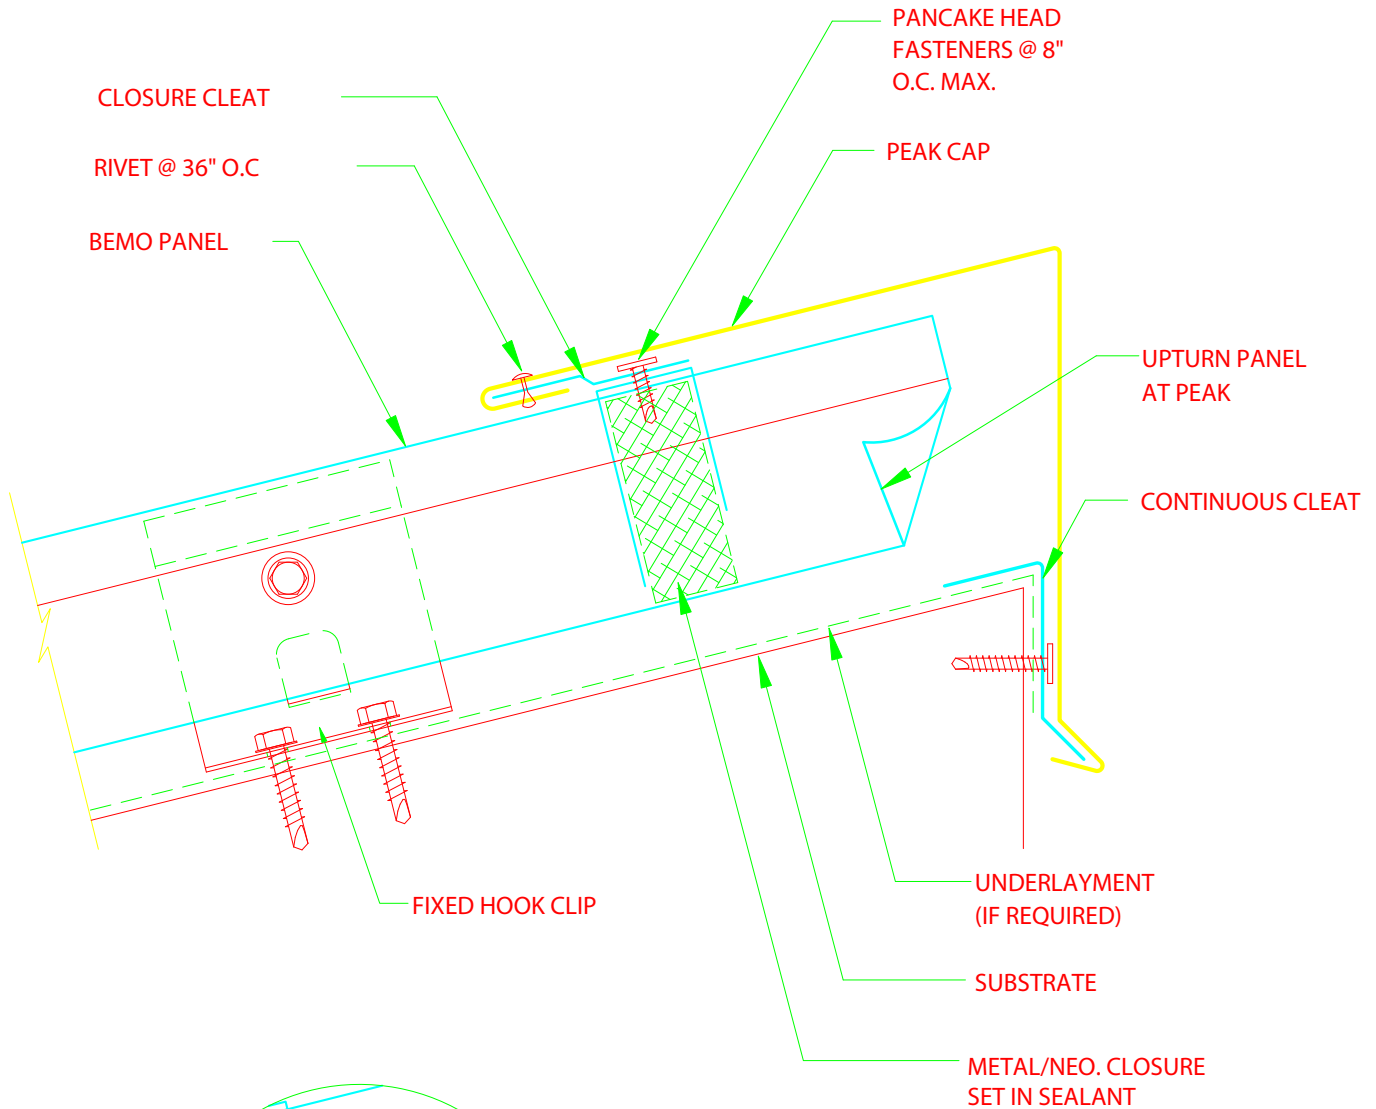 PANCAKE HEAD
FASTENERS @ 8"
O.C. MAX.
CLOSURE CLEAT
PEAK CAP
RIVET @ 36" O.C
BEMO PANEL
UPTURN PANEL
AT PEAK
CONTINUOUS CLEAT
UNDERLAYMENT
(IF REQUIRED)
FIXED HOOK CLIP
SUBSTRATE
METAL/NEO. CLOSURE
SET IN SEALANT